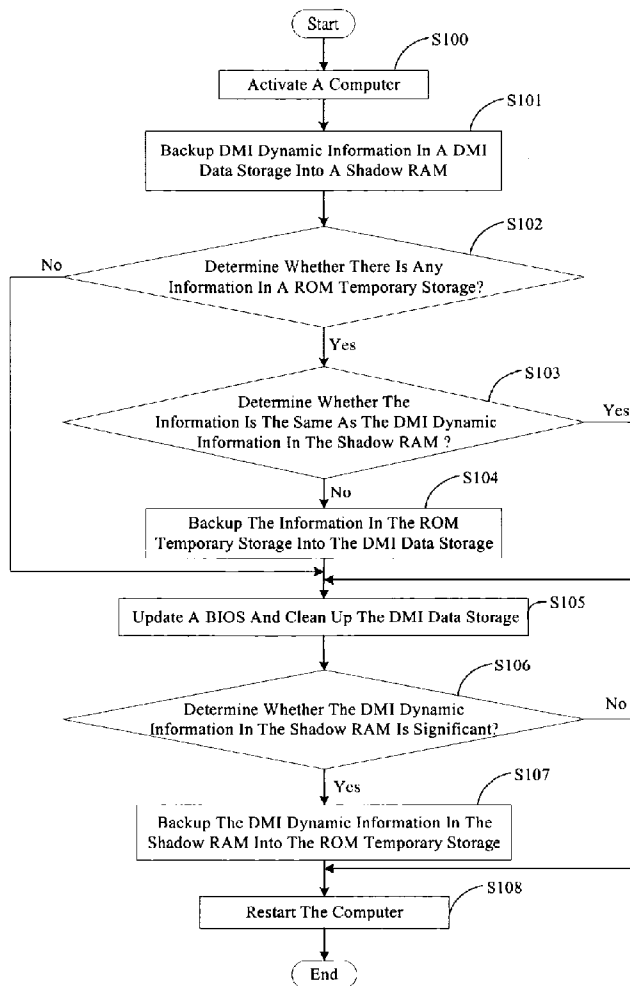 Start
S100
Activate A Computer
S101
Backup DMI Dynamic Information In A DMI
Data Storage Into A Shadow RAM
S102
No
Determine Whether There Is Any
Information In A ROM Temporary Storage?
Yes
S103
Determine Whether The
Information Is The Same As The DMI Dynamic
Information In The Shadow RAM ?
Yes
No
S104
Backup The Information In The ROM
Temporary Storage Into The DMI Data Storage
S105
Update A BIOS And Clean Up The DMI Data Storage
S106
Determine Whether The DMI Dynamic
Information In The Shadow RAM Is Significant?
No
Yes
S107
Backup The DMI Dynamic Information In The
Shadow RAM Into The ROM Temporary Storage
S108
Restart The Computer
End